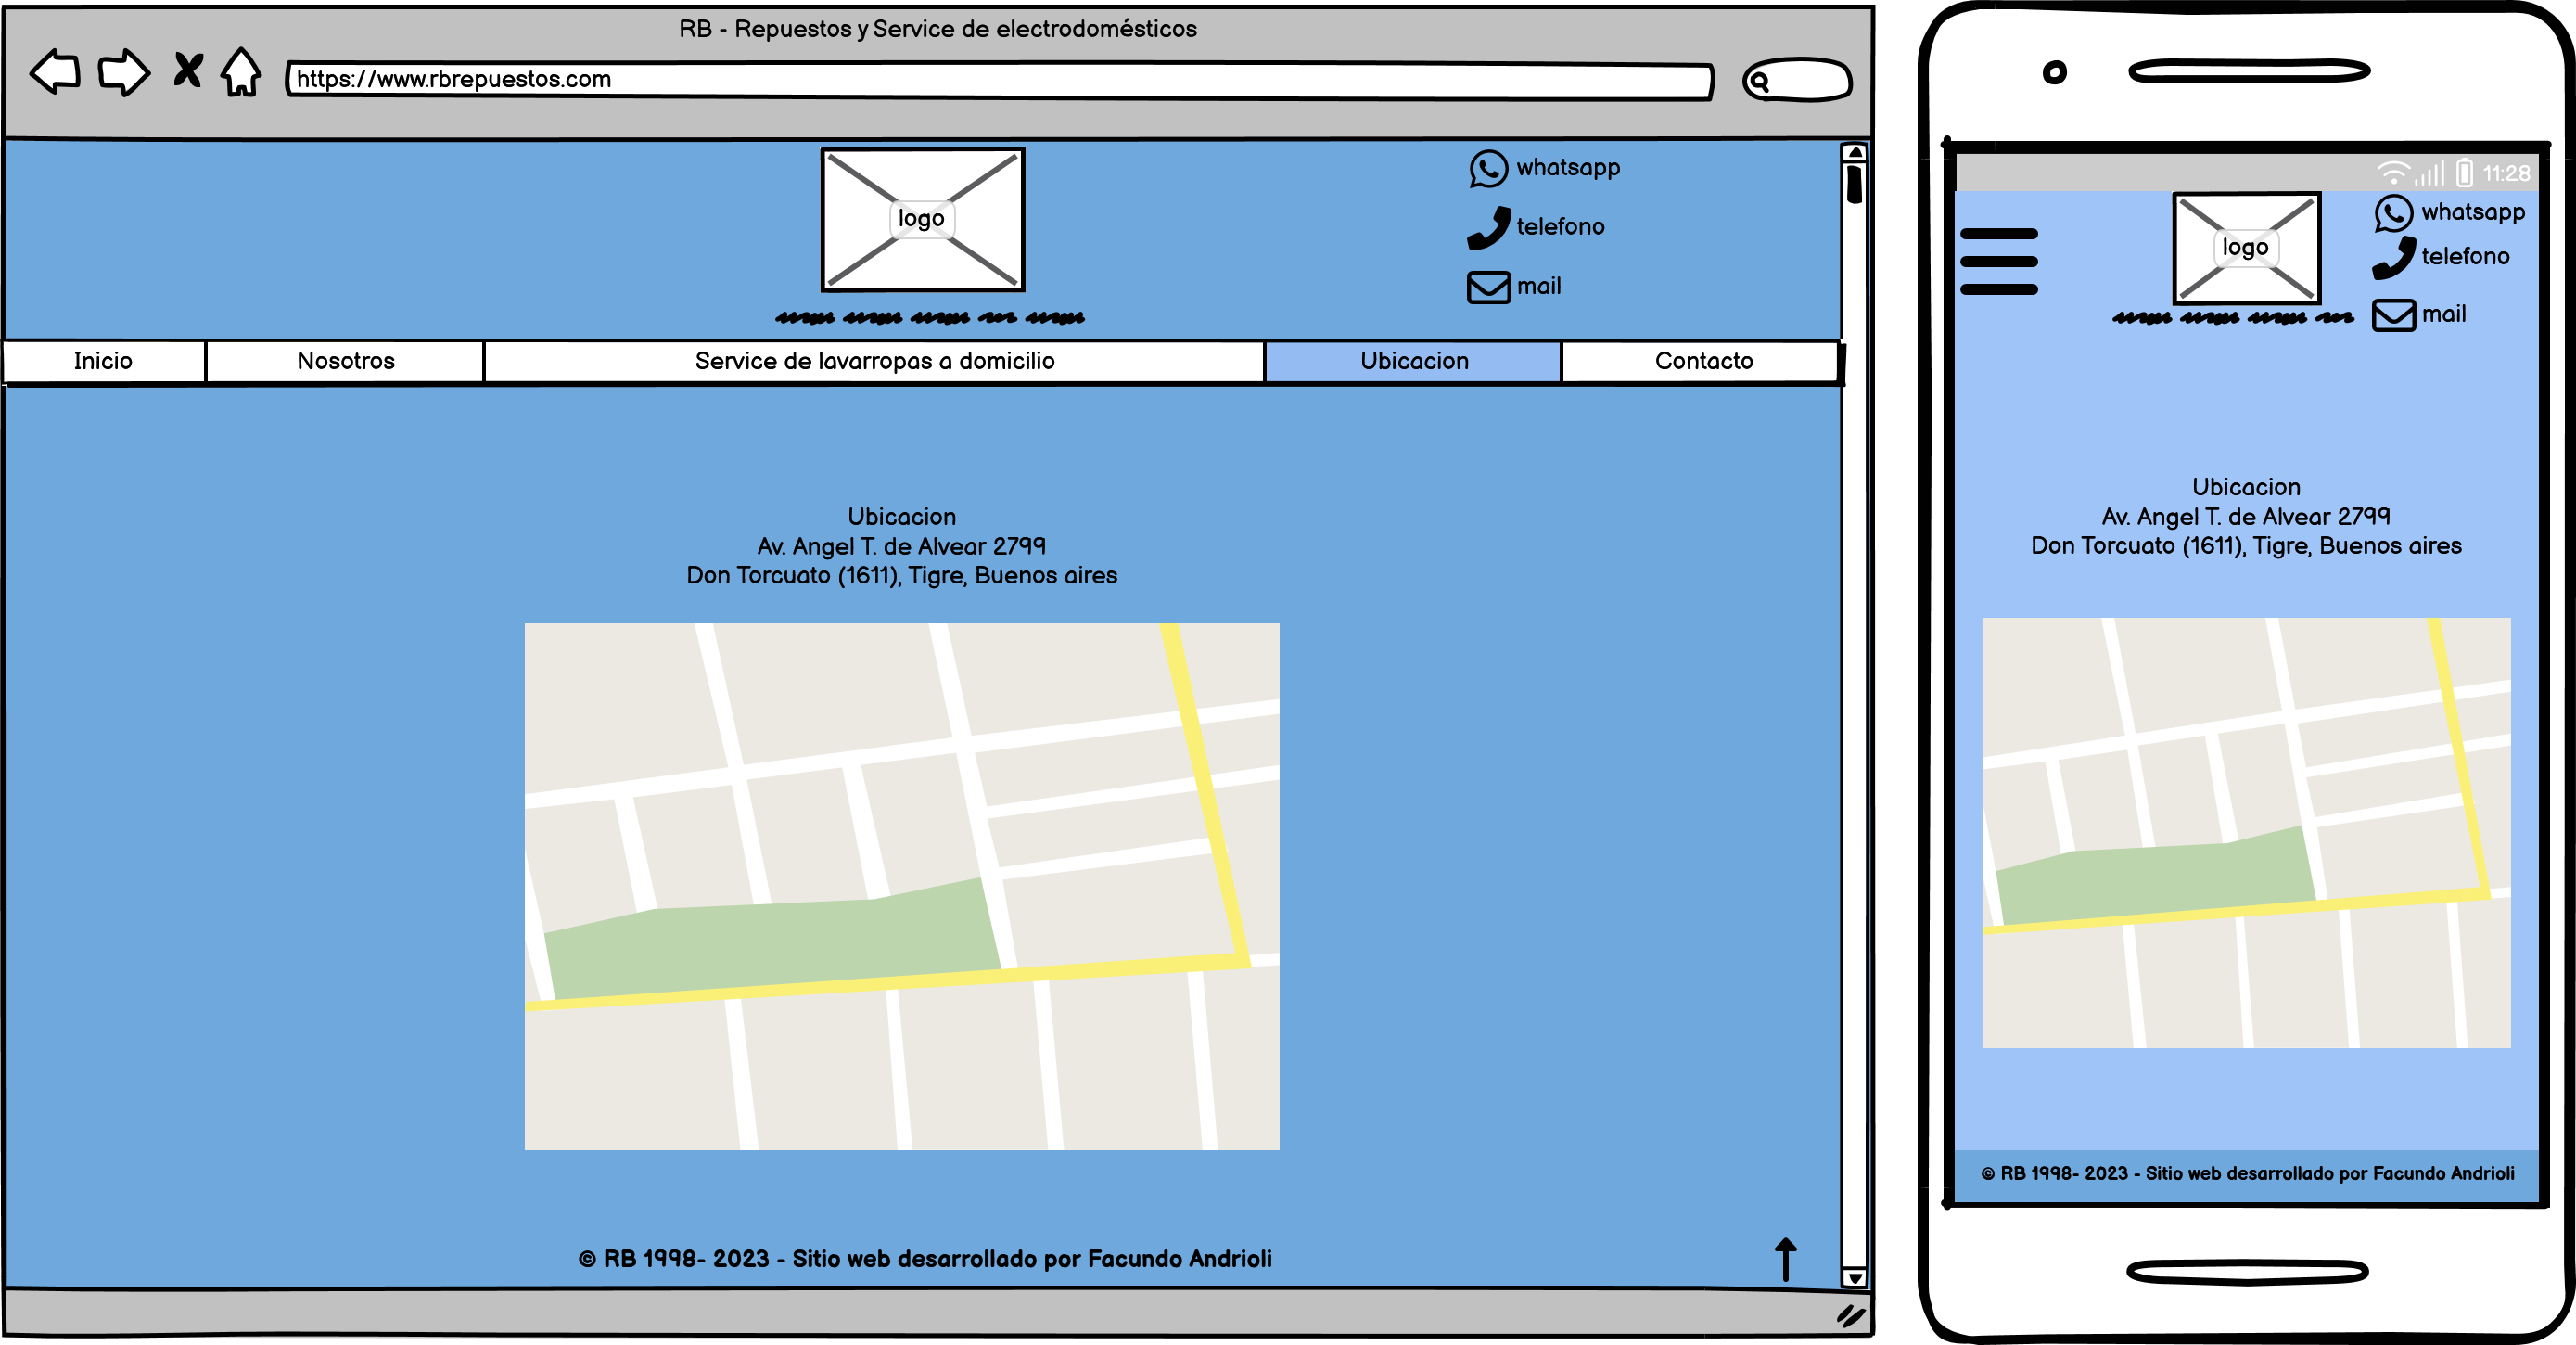 RB - Repuestos y Service de electrodomésticos
https://www.rbrepuestos.com
logo
whatsapp
telefono
mail
Inicio
Nosotros
Service de lavarropas a domicilio
Ubicacion
Contacto
Ubicacion
Av. Angel T. de Alvear 2799
Don Torcuato (1611), Tigre, Buenos aires
© RB 1998- 2023 - Sitio web desarrollado por Facundo Andrioli
11:28
logo
whatsapp
telefono
mail
Ubicacion
Av. Angel T. de Alvear 2799
Don Torcuato (1611), Tigre, Buenos aires
© RB 1998- 2023 - Sitio web desarrollado por Facundo Andrioli